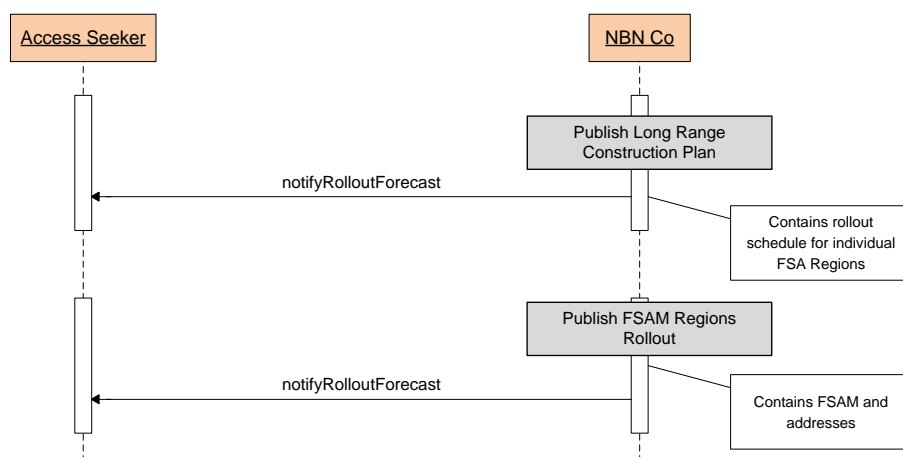 Access Seeker
NBN Co
Publish Long Range
Construction Plan
notifyRolloutForecast
Contains rollout
schedule for individual
FSA Regions
Publish FSAM Regions
Rollout
notifyRolloutForecast
Contains FSAM and
addresses